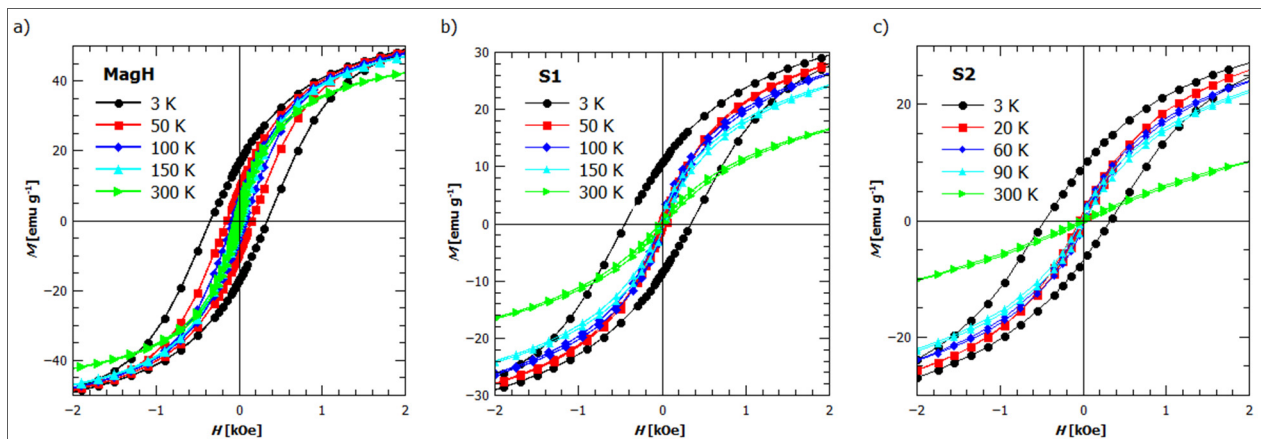 a)
MagH
3 K
50 K
100 K
150 K
300 K
40
20
0
−20
−40
M [emu g⁻¹]
−2 −1 0 1 2
H [kOe]
b)
S1
3 K
50 K
100 K
150 K
300 K
30
20
10
0
−10
−20
−30
M [emu g⁻¹]
−2 −1 0 1 2
H [kOe]
c)
S2
3 K
20 K
60 K
90 K
300 K
20
0
−20
M [emu g⁻¹]
−2 −1 0 1 2
H [kOe]